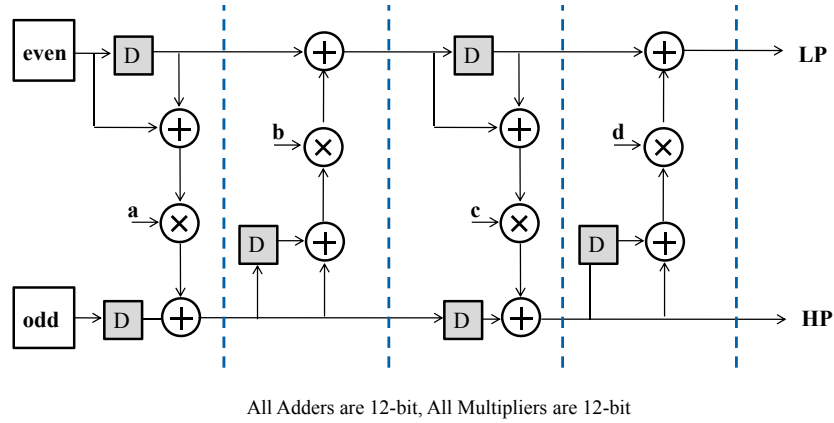 even
D
D
LP
b
d
a
c
D
D
odd
D
D
HP
All Adders are 12-bit, All Multipliers are 12-bit